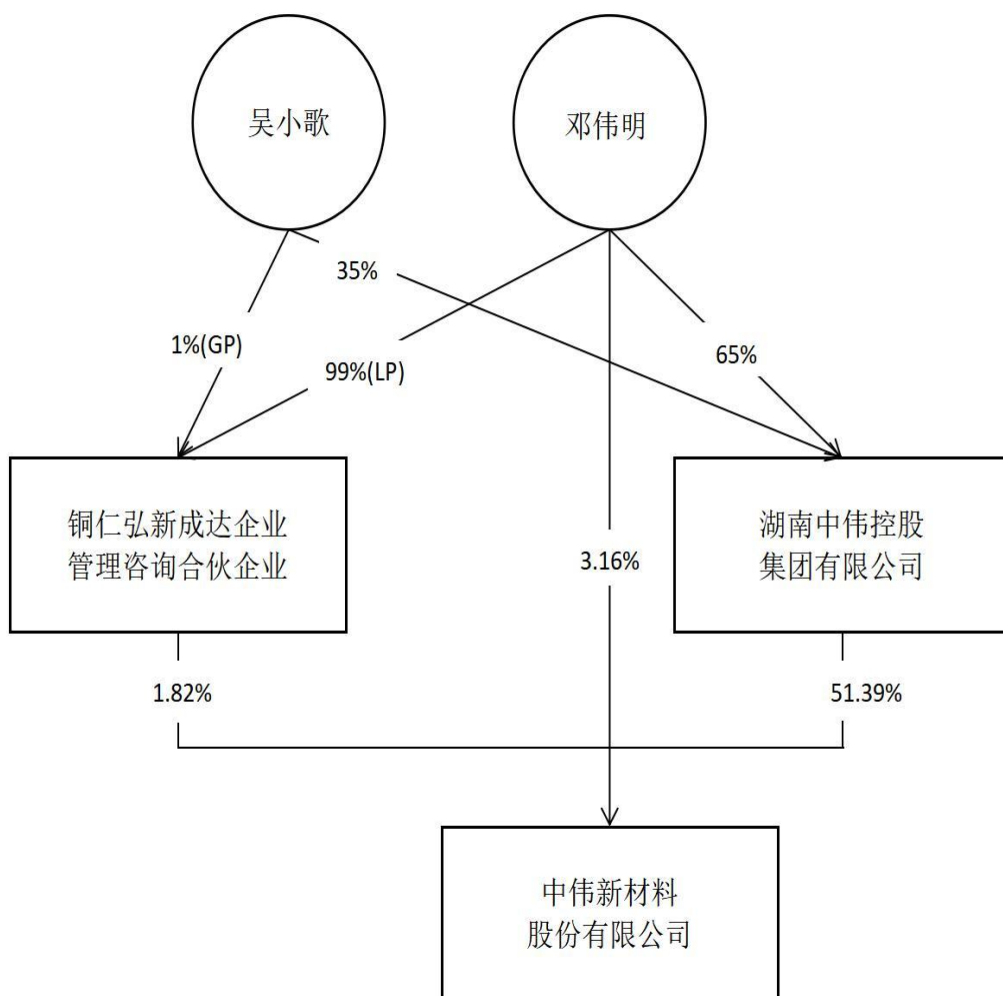 吴小歌
邓伟明
35%
1%(GP)
99%(LP)
65%
铜仁弘新成达企业
管理咨询合伙企业
3.16%
湖南中伟控股
集团有限公司
1.82%
51.39%
中伟新材料
股份有限公司